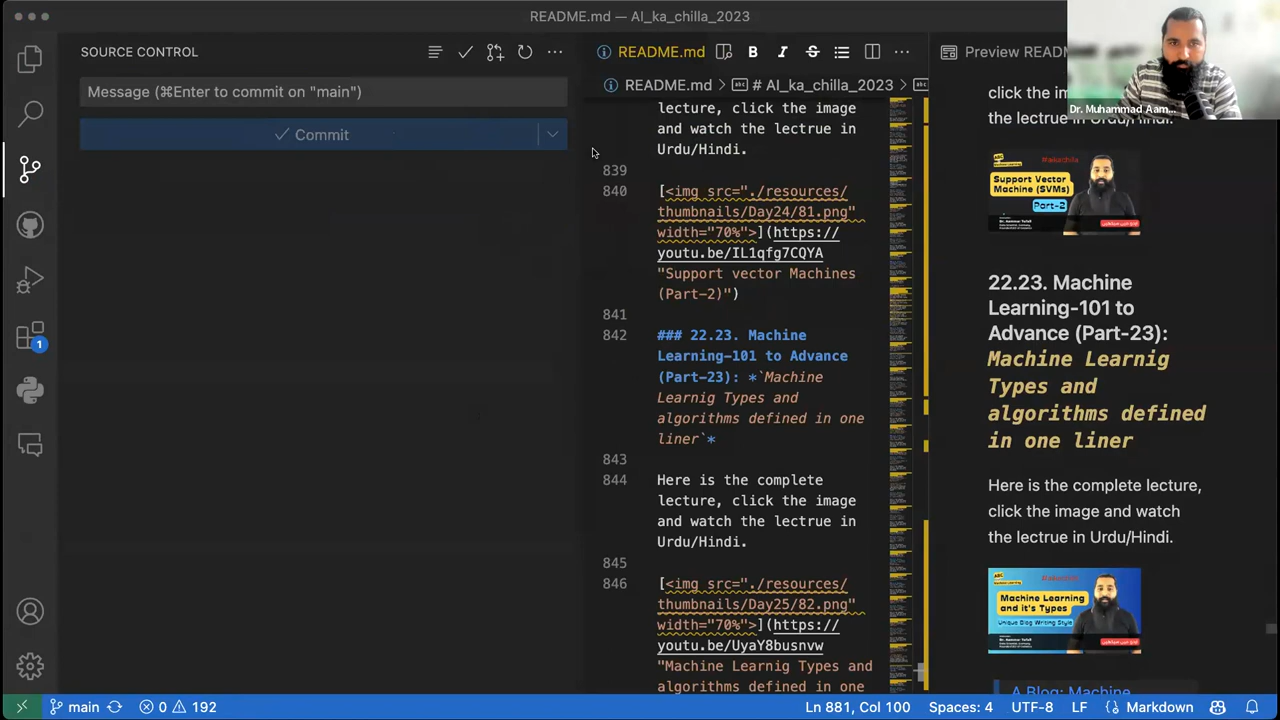 README.md — AI_ka_chilla_2023
SOURCE CONTROL
Message (⌘Enter to commit on "main")
✓ Commit
1
README.md
B I S
README.md > # AI_ka_chilla_2023 >
lecture, click the image
and watch the lectrue in
Urdu/Hindi.
839
840 [<img src="./resources/
thumbnails/Day24/81.png"
width="70%">](https://
youtu.be/IL1qfg7CQYA
"Support vector Machines
(Part-2)")
841
842 ### 22.23. Machine
Learning-101 to Advance
(Part-23): *`Machine
Learnig Types and
algorithms defined in one
liner`*
843
844 Here is the complete
lecture, click the image
and watch the lectrue in
Urdu/Hindi.
845
846 [<img src="./resources/
thumbnails/Day25/82.png"
width="70%">](https://
youtu.be/UyaY8busnvw
"Machine Learnig Types and
algorithms defined in one
Preview READ
click the im
the lectrue in Urdu/Hindi.
Dr. Muhammad Aam...
Support Vector
Machine (SVMs)
Part-2
22.23. Machine
Learning-101 to
Advance (Part-23):
Machine Learnig
Types and
algorithms defined
in one liner
Here is the complete lecture,
click the image and watch
the lectrue in Urdu/Hindi.
Machine Learning
and it's Types
Unique Blog Writing Style
A Blog: Machine
main
0 192
Ln 881, Col 100
Spaces: 4
UTF-8
LF
{} Markdown